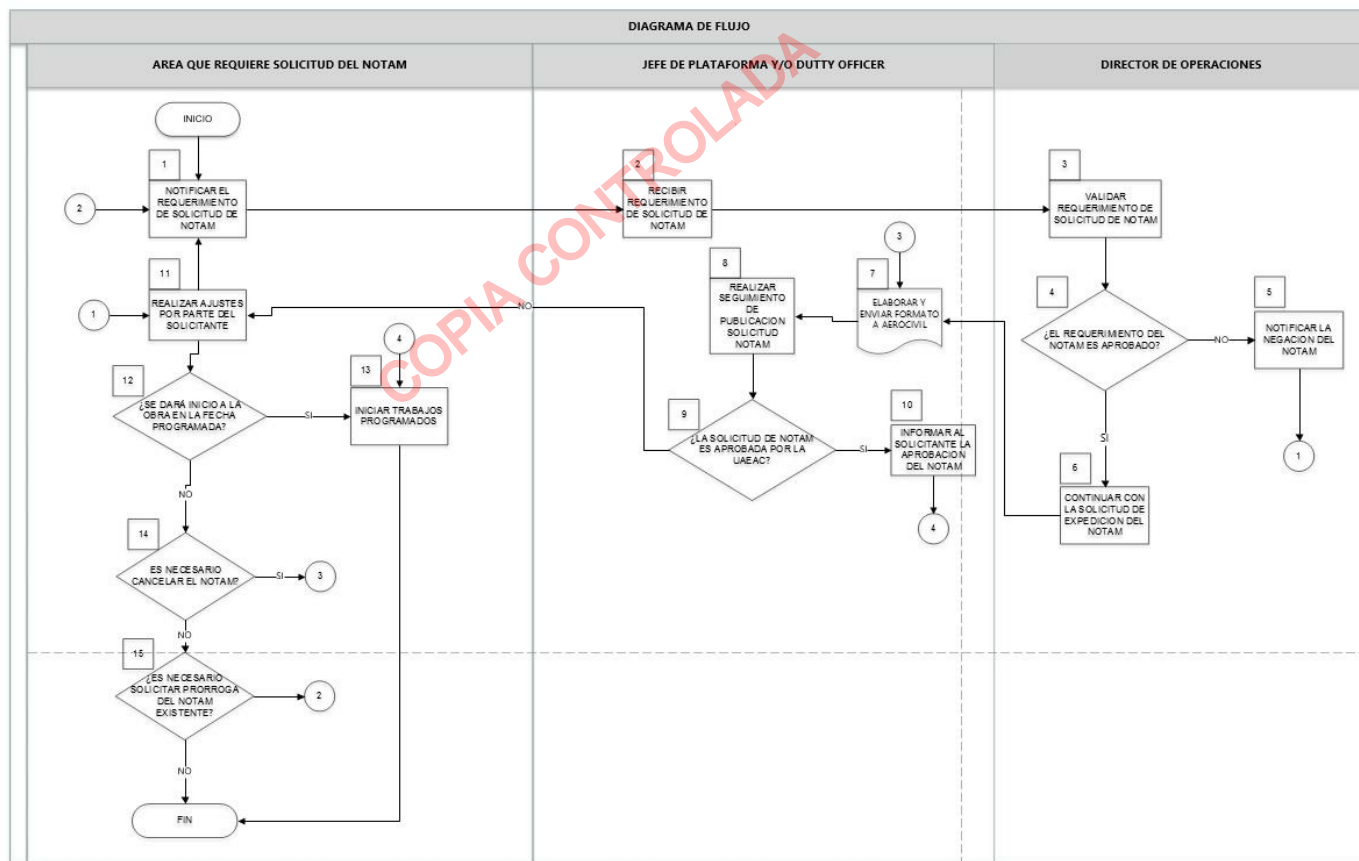 DIAGRAMA DE FLUJO
AREA QUE REQUIERE SOLICITUD DEL NOTAM
JEFE DE PLATAFORMA Y/O DUTTY OFFICER
DIRECTOR DE OPERACIONES
COPIA CONTROLADA
INICIO
1
NOTIFICAR EL
REQUERIMIENTO
DE SOLICITUD DE
NOTAM
2
2
RECIBIR
REQUERIMIENTO
DE SOLICITUD DE
NOTAM
3
VALIDAR
REQUERIMIENTO DE
SOLICITUD DE NOTAM
11
REALIZAR AJUSTES
POR PARTE DEL
SOLICITANTE
1
NO
8
REALIZAR
SEGUIMIENTO
DE
PUBLICACION
SOLICITUD
NOTAM
3
7
ELABORAR Y
ENVIAR FORMATO
A AEROCIVIL
4
¿EL REQUERIMIENTO DEL
NOTAM ES APROBADO?
NO
5
NOTIFICAR LA
NEGACION DEL
NOTAM
1
12
¿SE DARÁ INICIO A LA
OBRA EN LA FECHA
PROGRAMADA?
SI
4
13
INICIAR TRABAJOS
PROGRAMADOS
9
¿LA SOLICITUD DE NOTAM
ES APROBADA POR LA
UAEAC?
SI
10
INFORMAR AL
SOLICITANTE LA
APROBACION
DEL NOTAM
4
SI
6
CONTINUAR CON
LA SOLICITUD DE
EXPEDICION DEL
NOTAM
NO
14
ES NECESARIO
CANCELAR EL NOTAM?
SI
3
NO
15
¿ES NECESARIO
SOLICITAR PRORROGA
DEL NOTAM
EXISTENTE?
2
NO
FIN